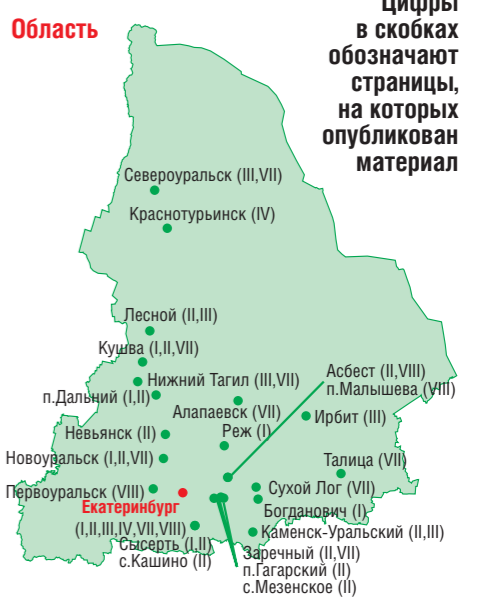 Область
Цифры
в скобках
обозначают
страницы,
на которых
опубликован
материал
Североуральск (III,VII)
Краснотурьинск (IV)
Лесной (II,III)
Кушва (I,II,VII)
Нижний Тагил (III,VII)
п.Дальний (I,II)
Асбест (II,VIII)
п.Малышева (VIII)
Алапаевск (VII)
Ирбит (III)
Невьянск (II)
Реж (I)
Новоуральск (I,II,VII)
Талица (VII)
Первоуральск (VIII)
Сухой Лог (VII)
Екатеринбург
(I,II,III,IV,VII,VIII)
Богданович (I)
Каменск-Уральский (II,III)
Сысерть (I,II)
с.Кашино (II)
Заречный (II,VII)
п.Гагарский (II)
с.Мезенское (II)